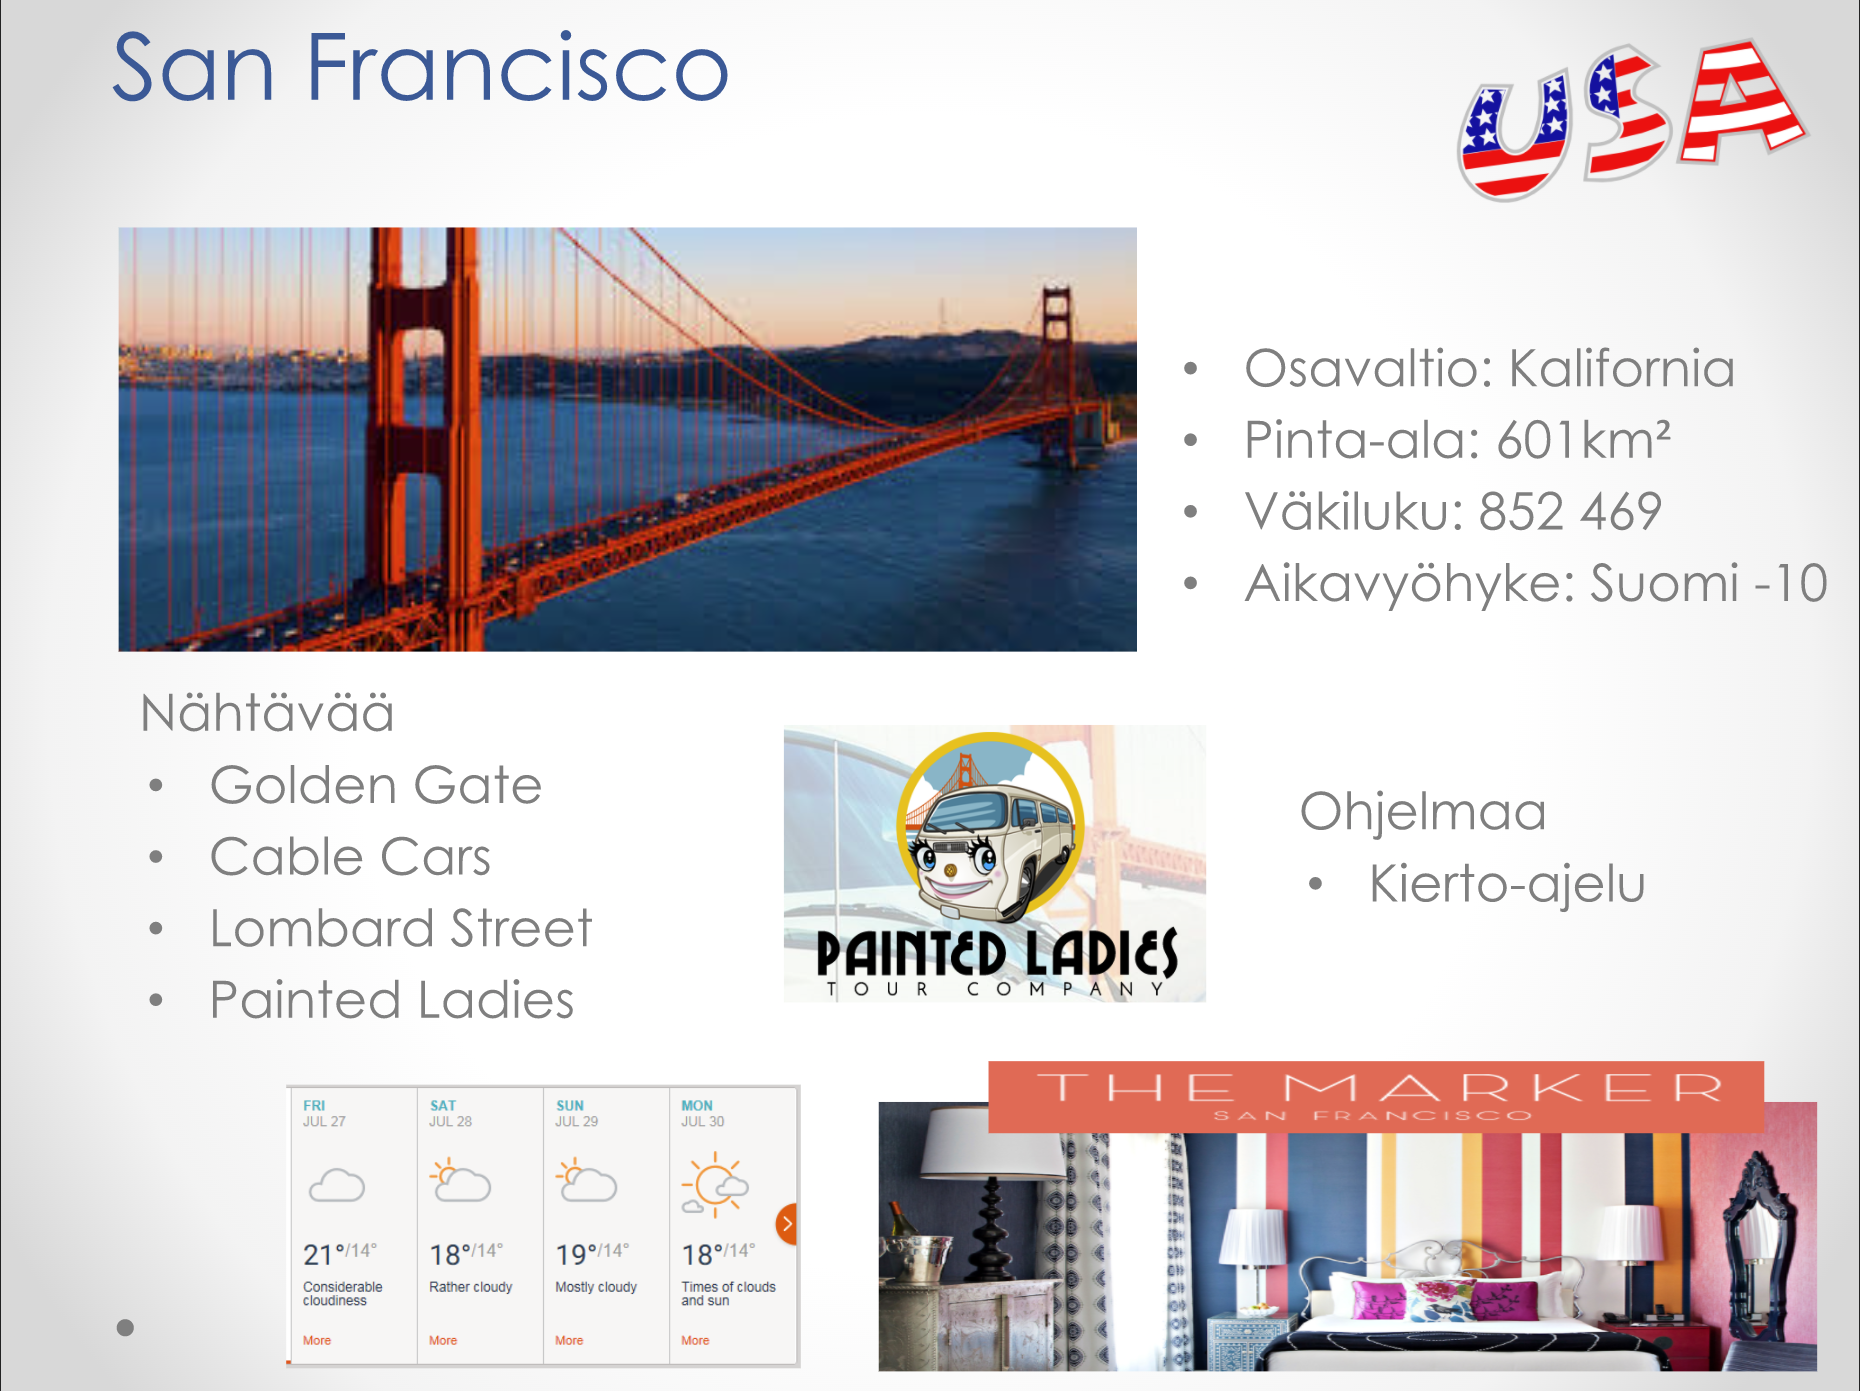 San Francisco
USA
• Osavaltio: Kalifornia
• Pinta-ala: 601km²
• Väkiluku: 852 469
• Aikavyöhyke: Suomi -10
Nähtävää
• Golden Gate
• Cable Cars
• Lombard Street
• Painted Ladies
PAINTED LADIES
TOUR COMPANY
Ohjelmaa
• Kierto-ajelu
FRI SAT SUN MON
JUL 27 JUL 28 JUL 29 JUL 30
21°/14° 18°/14° 19°/14° 18°/14°
Considerable Rather cloudy Mostly cloudy Times of clouds
cloudiness and sun
More More More More
THE MARKER
SAN FRANCISCO